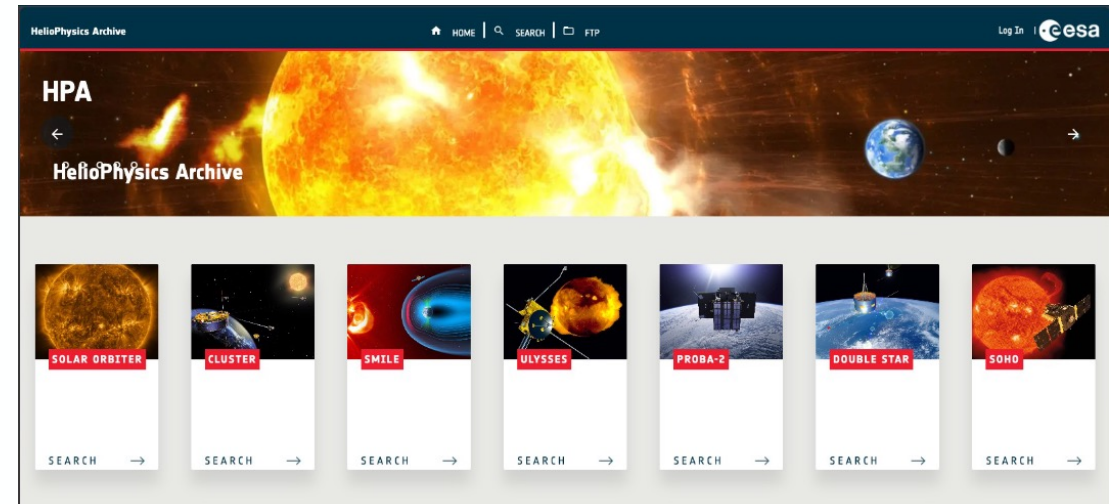 HelioPhysics Archive
HOME | SEARCH | FTP
Log In | esa
HPA
HelioPhysics Archive
SOLAR ORBITER
CLUSTER
SMILE
ULYSSES
PROBA-2
DOUBLE STAR
SOHO
SEARCH
SEARCH
SEARCH
SEARCH
SEARCH
SEARCH
SEARCH